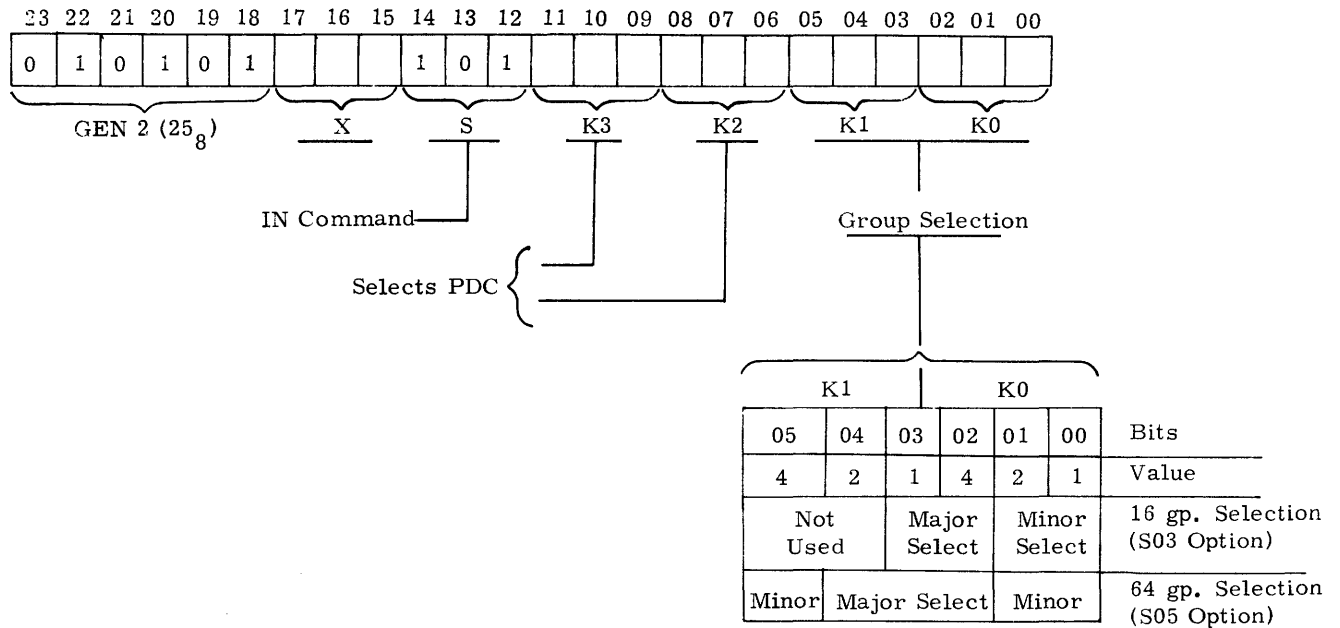 23 22 21 20 19 18 17 16 15 14 13 12 11 10 09 08 07 06 05 04 03 02 01 00
0 1 0 1 0 1 1 0 1
GEN 2 (25₈) X S K3 K2 K1 K0
IN Command
Group Selection
Selects PDC
K1 K0
05 04 03 02 01 00 Bits
4 2 1 4 2 1 Value
Not Major Minor 16 gp. Selection
Used Select Select (S03 Option)
Minor Major Select Minor 64 gp. Selection
(S05 Option)